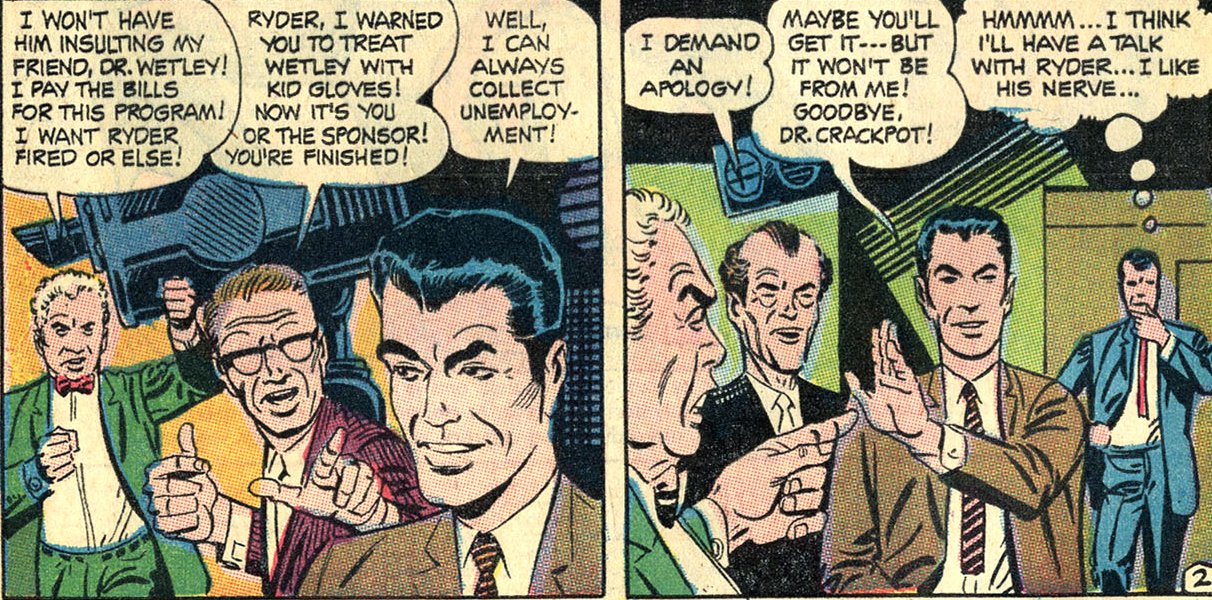 I WON'T HAVE
HIM INSULTING MY
FRIEND, DR. WETLEY!
I PAY THE BILLS
FOR THIS PROGRAM!
I WANT RYDER
FIRED OR ELSE!
RYDER, I WARNED
YOU TO TREAT
WETLEY WITH
KID GLOVES!
NOW IT'S YOU
OR THE SPONSOR!
YOU'RE FINISHED!
WELL,
I CAN
ALWAYS
COLLECT
UNEMPLOY-
MENT!
I DEMAND
AN
APOLOGY!
MAYBE YOU'LL
GET IT---BUT
IT WON'T BE
FROM ME!
GOODBYE,
DR. CRACKPOT!
HMMMM...I THINK
I'LL HAVE A TALK
WITH RYDER...I LIKE
HIS NERVE...
2